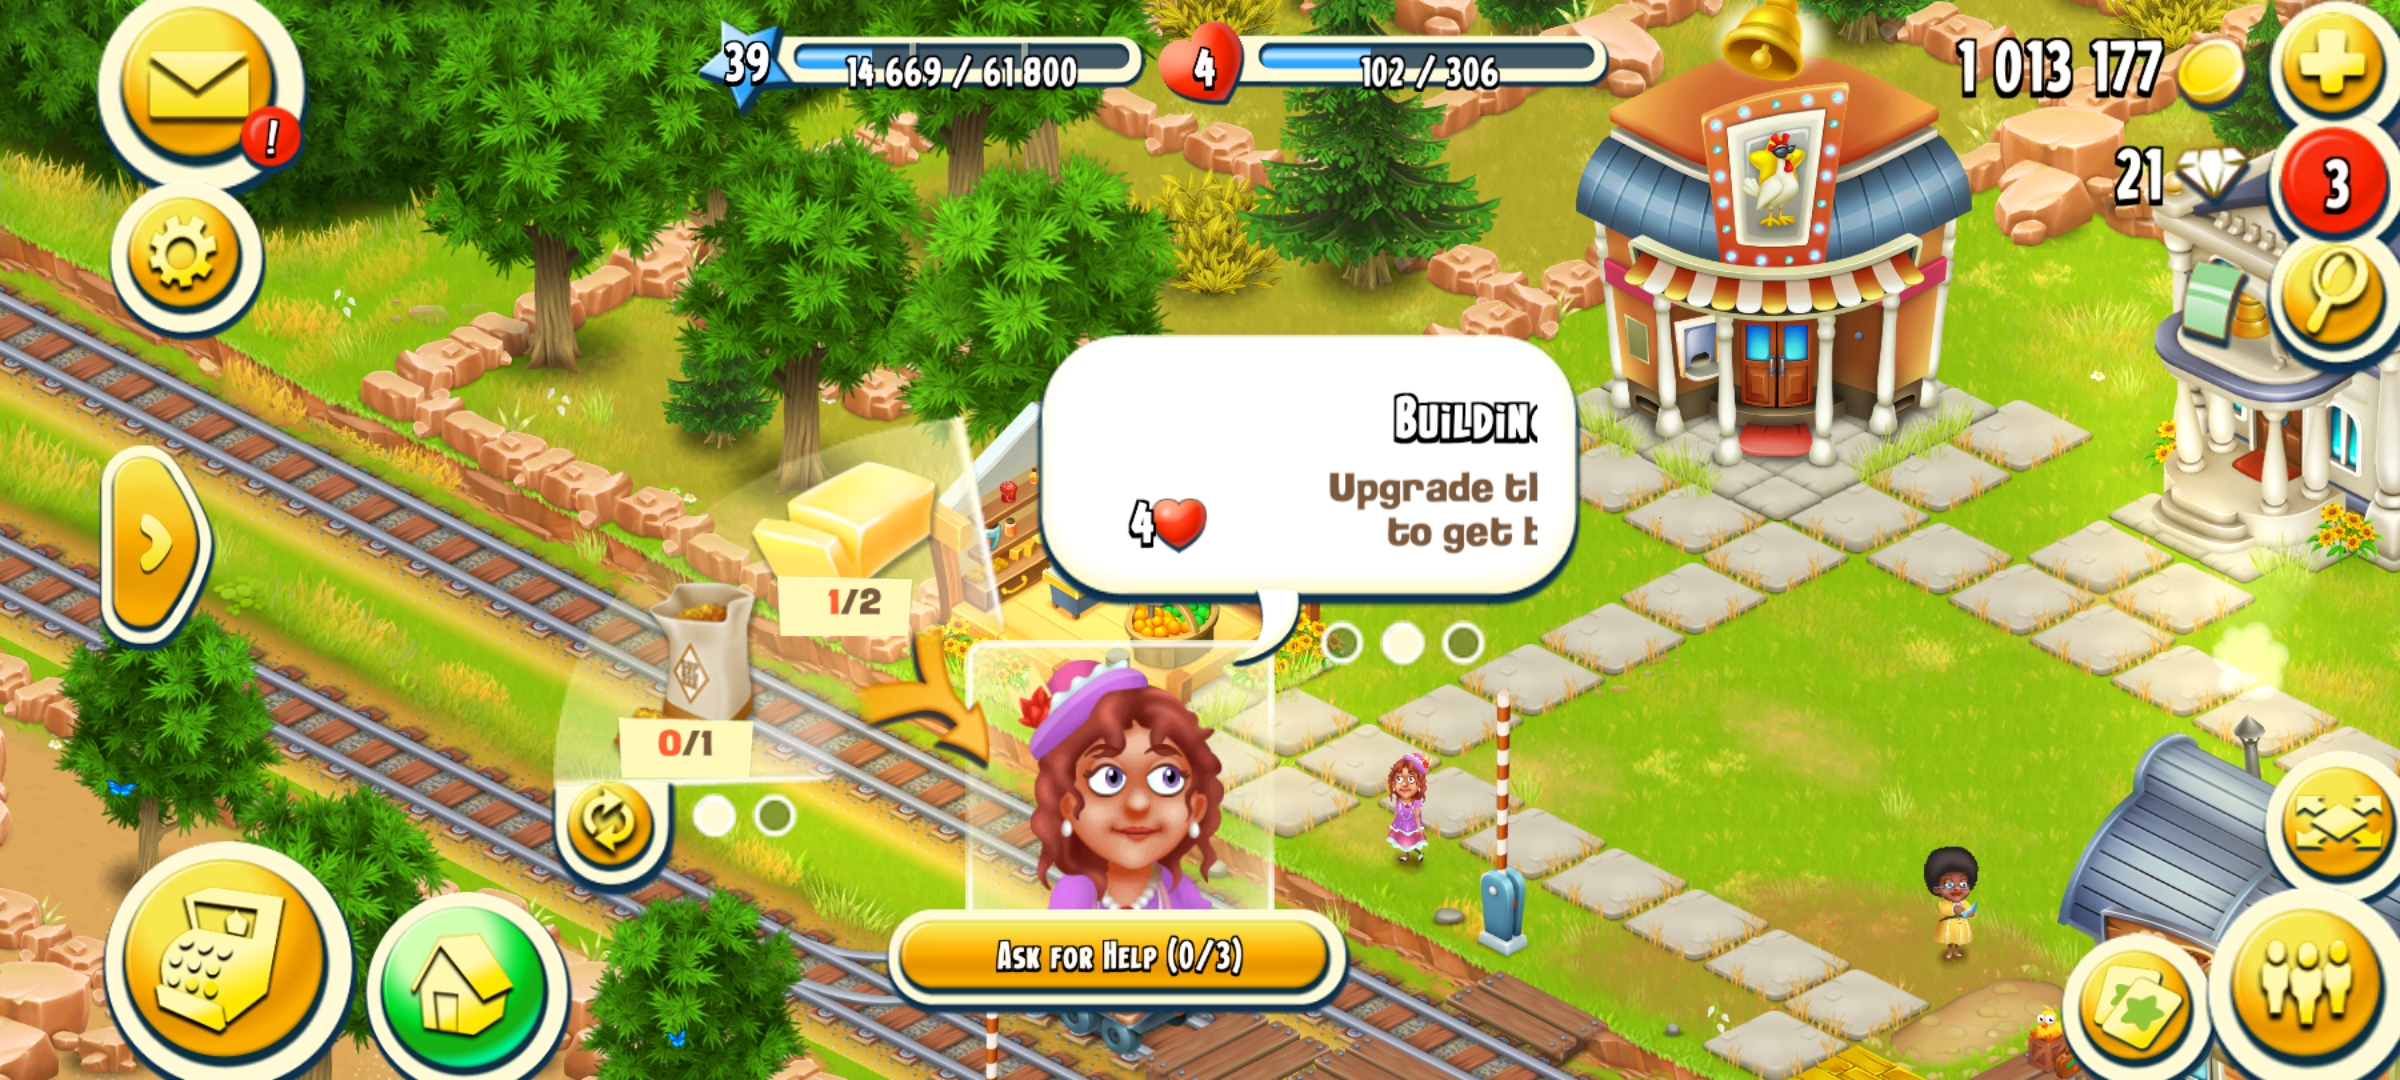 39
14 669 / 61 800
4
102 / 306
1 013 177
21
3
!
BUILDIN
Upgrade t
to get
4
1/2
0/1
ASK FOR HELP (0/3)